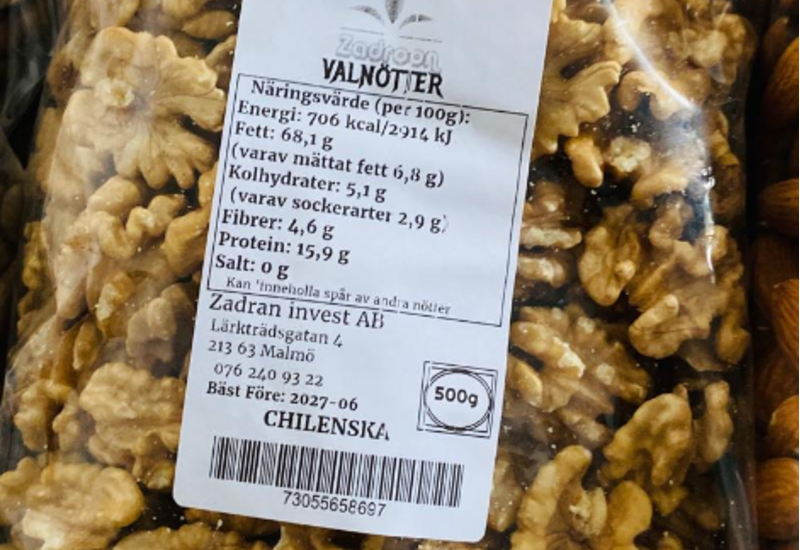 Zadroon
VALNÖTTER
Näringsvärde (per 100g):
Energi: 706 kcal/2914 kJ
Fett: 68,1 g
(varav mättat fett 6,8 g)
Kolhydrater: 5,1 g
(varav sockerarter 2,9 g)
Fibrer: 4,6 g
Protein: 15,9 g
Salt: 0 g
Kan inneholla spår av andra nötter
Zadran invest AB
Lärkträdsgatan 4
213 63 Malmö
076 240 93 22
Bäst Före: 2027-06
500g
CHILENSKA
73055658697